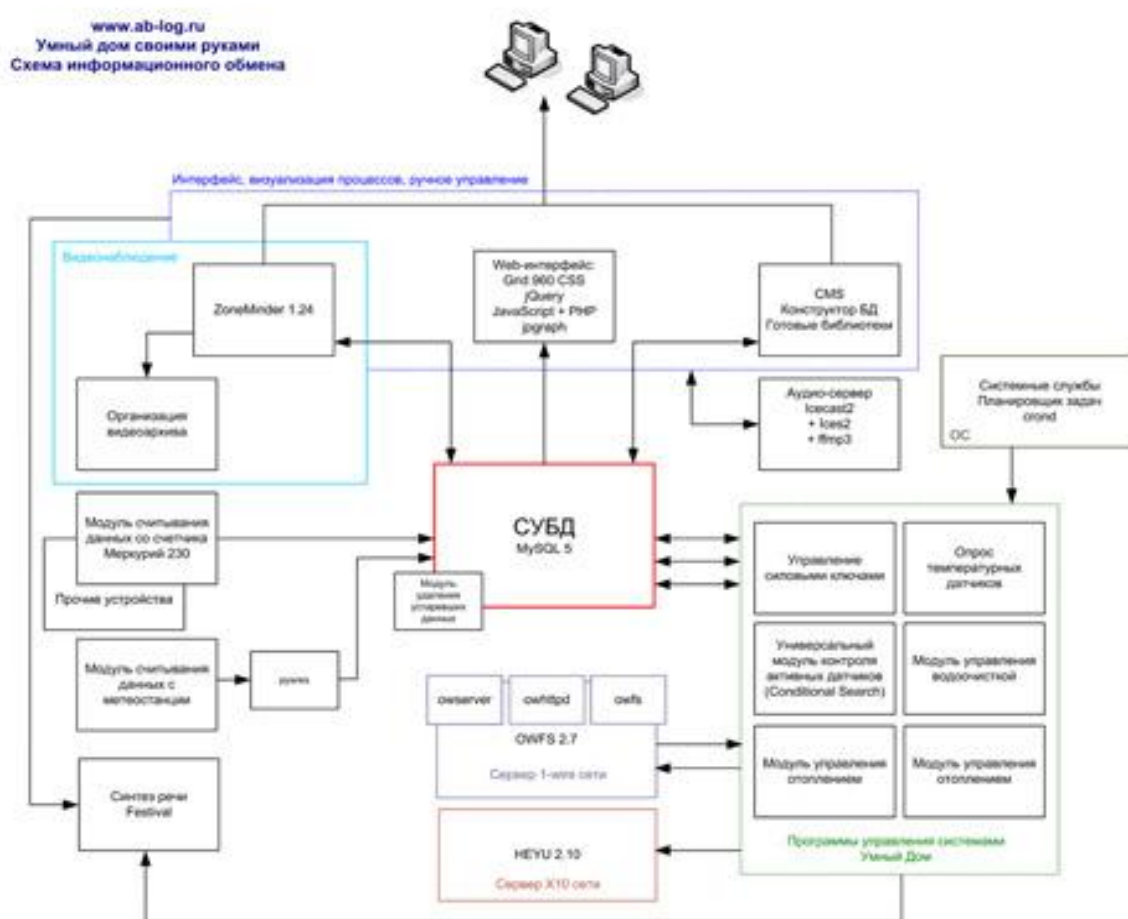 www.ab-log.ru
Умный дом своими руками
Схема информационного обмена
Интерфейс, визуализация процессов, ручное управление
Видеонаблюдение
ZoneMinder 1.24
Организация
видеоархива
Web-интерфейс:
Grid 960 CSS
jQuery
JavaScript + PHP
jpgraph
CMS
Конструктор БД
Готовые библиотеки
Аудио-сервер
Icecast2
+ Ices2
+ ffmp3
Системные службы
Планировщик задач
crond
ОС
Модуль считывания
данных со счетчика
Меркурий 230
Прочие устройства
СУБД
MySQL 5
Модуль
удаления
устаревших
данных
Модуль считывания
данных с
метеостанции
Управление
силовыми ключами
Опрос
температурных
датчиков
Универсальный
модуль контроля
активных датчиков
(Conditional Search)
Модуль управления
водоочисткой
Модуль управления
отоплением
Модуль управления
отоплением
Программы управления системами
Умный Дом
owserver
owhttpd
owfs
OWFS 2.7
Сервер 1-wire сети
HEYU 2.10
Сервер X10 сети
Синтез речи
Festival